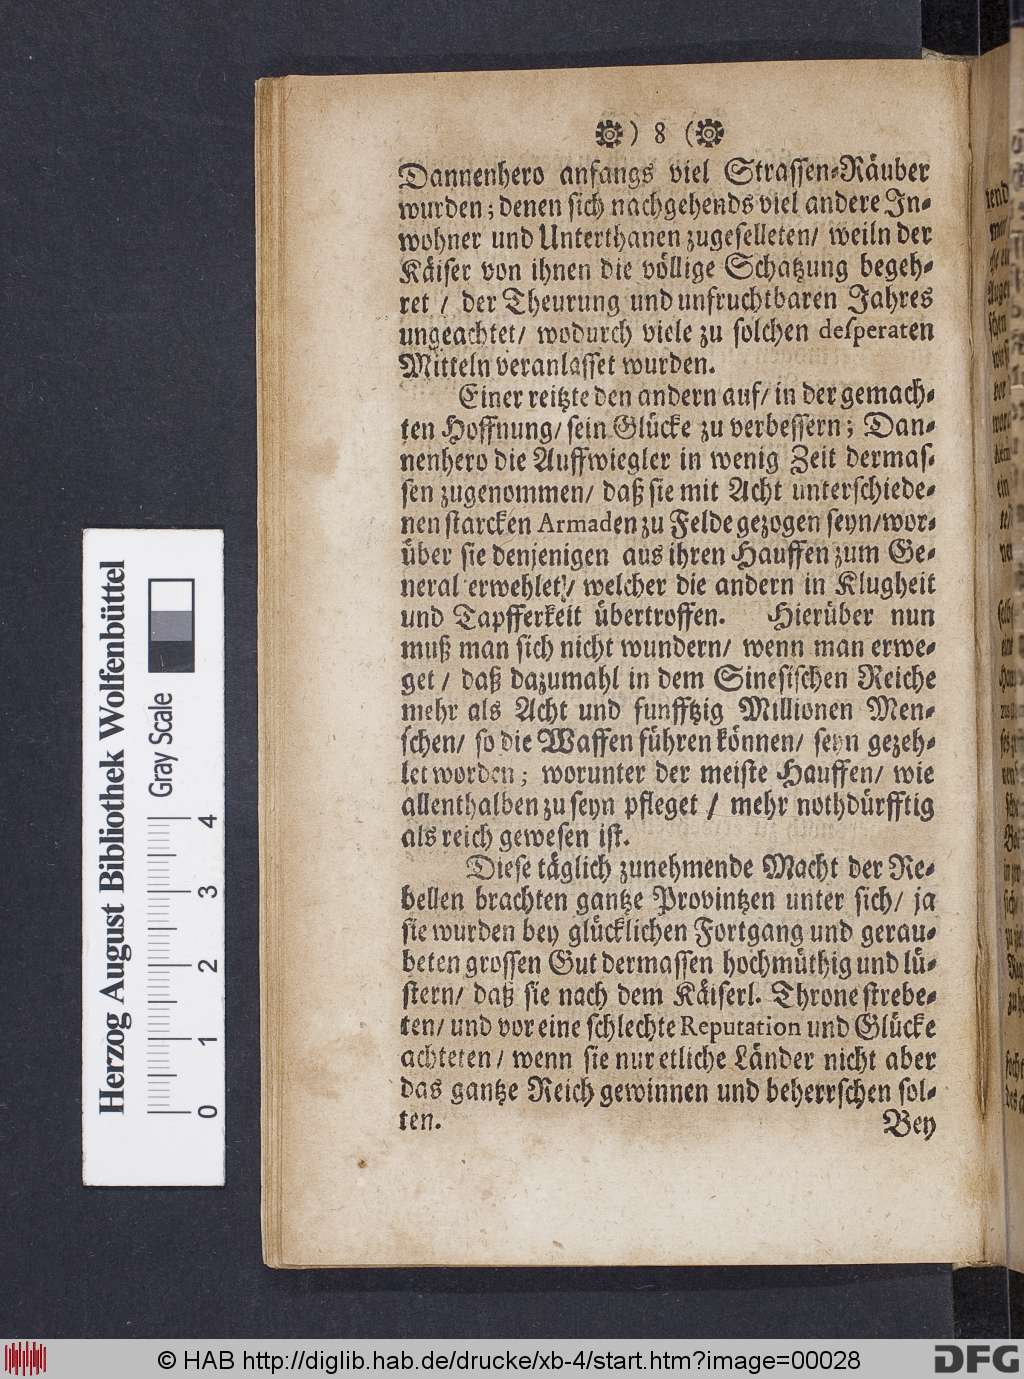 ) 8 (
Dannenhero anfangs viel Strassen-Räuber
wurden; denen sich nachgehends viel andere In-
wohner und Unterthanen zugeselleten/ weiln der
Käiser von ihnen die völlige Schatzung begeh-
ret / der Theurung und unfruchtbaren Jahres
ungeachtet/ wodurch viele zu solchen desperaten
Mitteln veranlasset wurden.
Einer reitzte den andern auf/ in der gemach-
ten Hoffnung/ sein Glücke zu verbessern; Dan-
nenhero die Auffwiegler in wenig Zeit dermas-
sen zugenommen/ daß sie mit Acht unterschiede-
nen starcken Armaden zu Felde gezogen seyn/ wor-
über sie denjenigen aus ihren Hauffen zum Ge-
neral erwehlet/ welcher die andern in Klugheit
und Tapfferkeit übertroffen. Hierüber nun
muß man sich nicht wundern/ wenn man erwe-
get / daß dazumahl in dem Sinesischen Reiche
mehr als Acht und funfftzig Millionen Men-
schen/ so die Waffen führen können/ seyn gezeh-
let worden; worunter der meiste Hauffen/ wie
allenthalben zu seyn pfleget / mehr nothdürfftig
als reich gewesen ist.
Diese täglich zunehmende Macht der Re-
bellen brachten gantze Provintzen unter sich/ ja
sie wurden bey glücklichen Fortgang und gerau-
beten grossen Gut dermassen hochmüthig und lü-
stern/ daß sie nach dem Käiserl. Throne strebe-
ten/ und vor eine schlechte Reputation und Glücke
achteten/ wenn sie nur etliche Länder nicht aber
das gantze Reich gewinnen und beherrschen sol-
ten.
Bey
Herzog August Bibliothek Wolfenbüttel
Gray Scale
0 1 2 3 4
© HAB http://diglib.hab.de/drucke/xb-4/start.htm?image=00028
DFG